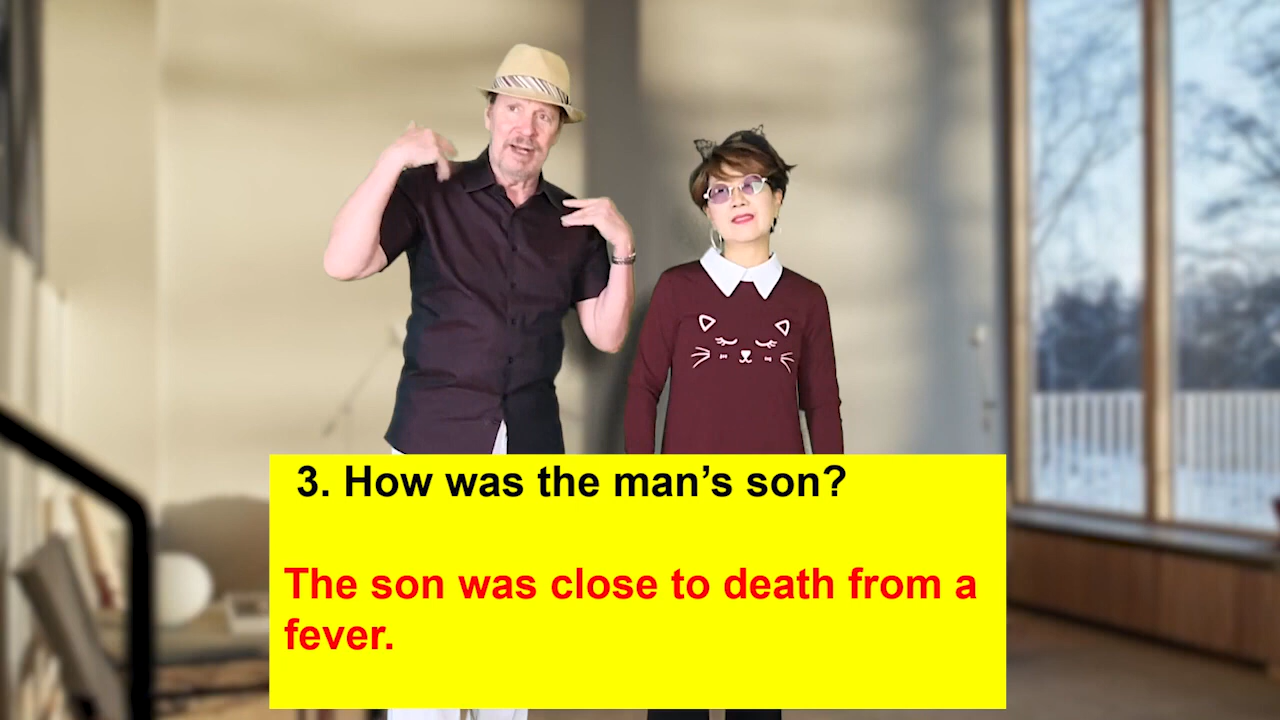 3. How was the man’s son?
The son was close to death from a
fever.